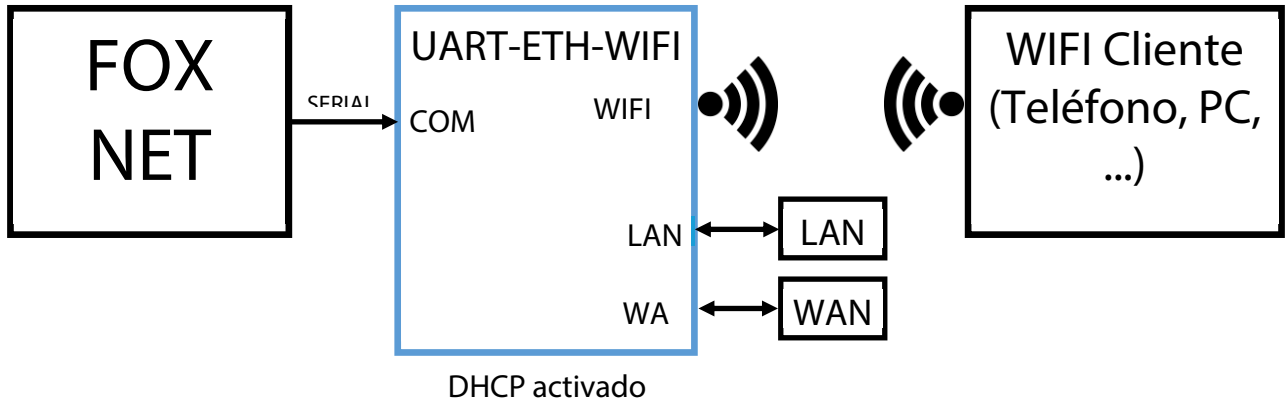 FOX
NET
SERIAL
UART-ETH-WIFI
COM
WIFI
LAN
WA
LAN
WAN
WIFI Cliente
(Teléfono, PC,
...)
DHCP activado